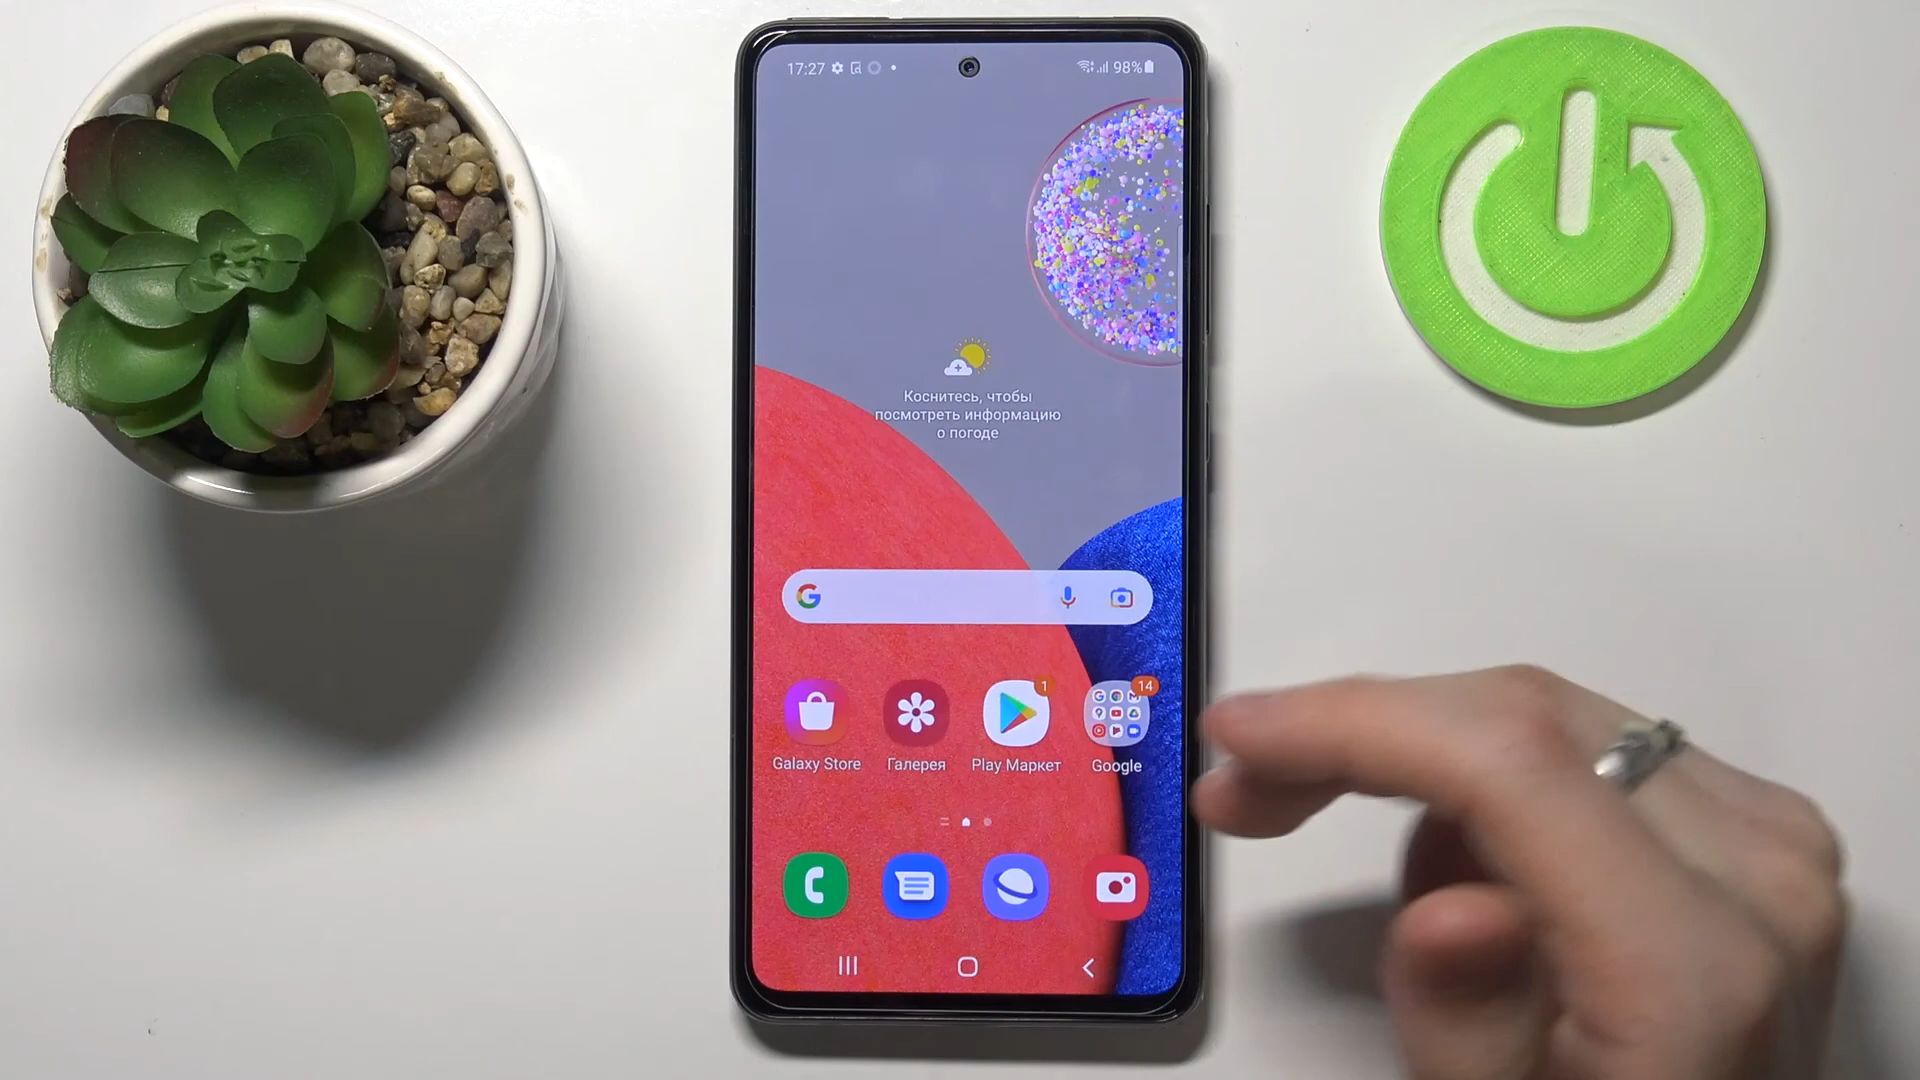 17:27
98%
Коснитесь, чтобы
посмотреть информацию
о погоде
1
14
Galaxy Store
Галерея
Play Маркет
Google